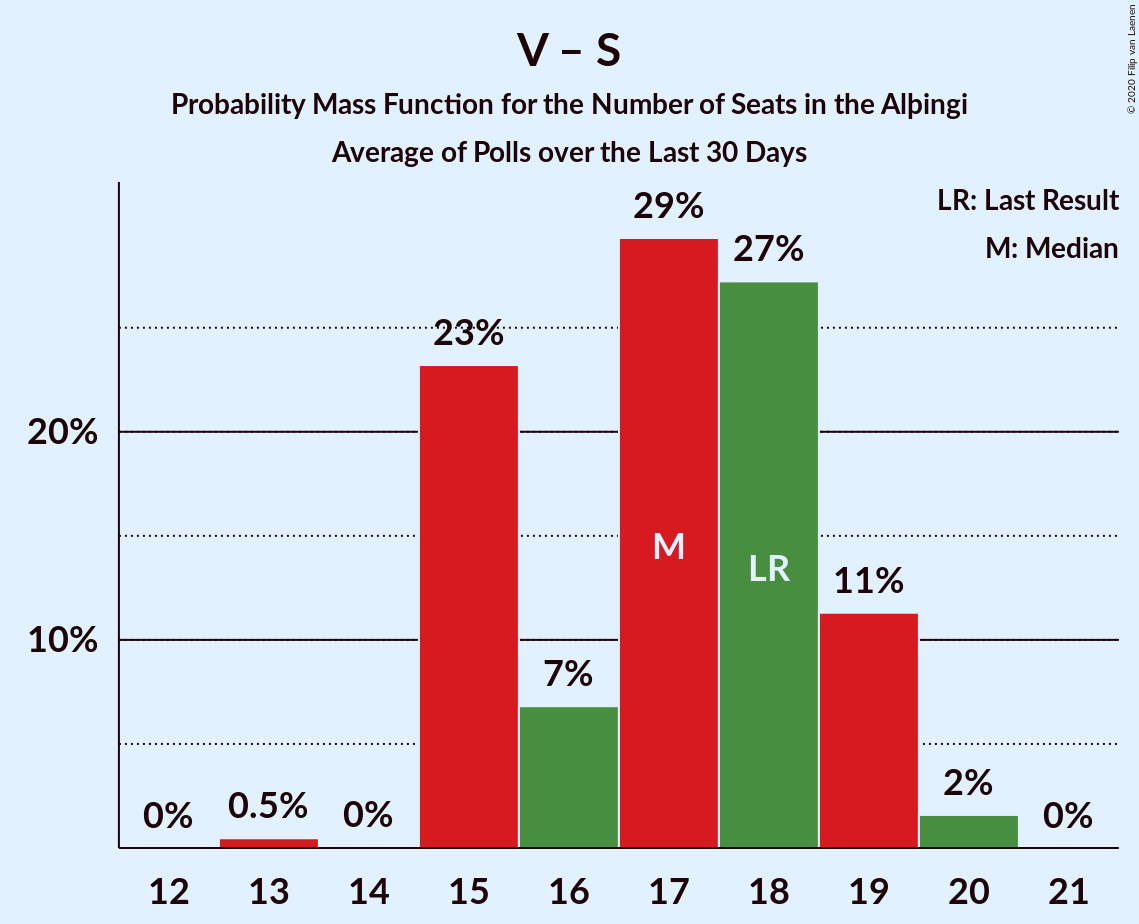 V – S
Probability Mass Function for the Number of Seats in the Alþingi
Average of Polls over the Last 30 Days
© 2020 Filip van Laenen
LR: Last Result
M: Median
29%
27%
23%
20%
M
LR
11%
10%
7%
2%
0%
0.5%
0%
0%
12 13 14 15 16 17 18 19 20 21